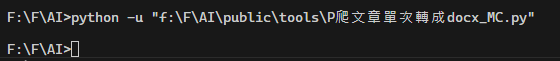 F:\F\AI>python -u "f:\F\AI\public\tools\P爬文章單次轉成docx_MC.py"
F:\F\AI>